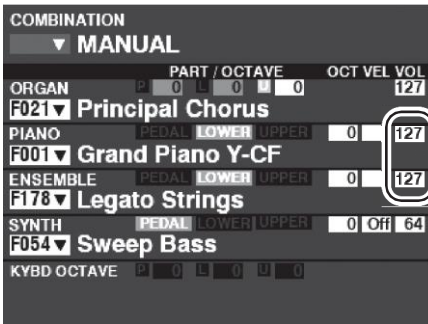 COMBINATION
▼ MANUAL
PART / OCTAVE OCT VEL VOL
ORGAN P 0 L 0 U 0 127
F021▼ Principal Chorus
PIANO PEDAL LOWER UPPER 0 127
F001▼ Grand Piano Y-CF
ENSEMBLE PEDAL LOWER UPPER 0 127
F178▼ Legato Strings
SYNTH PEDAL LOWER UPPER 0 Off 64
F054▼ Sweep Bass
KYBD OCTAVE P 0 L 0 U 0